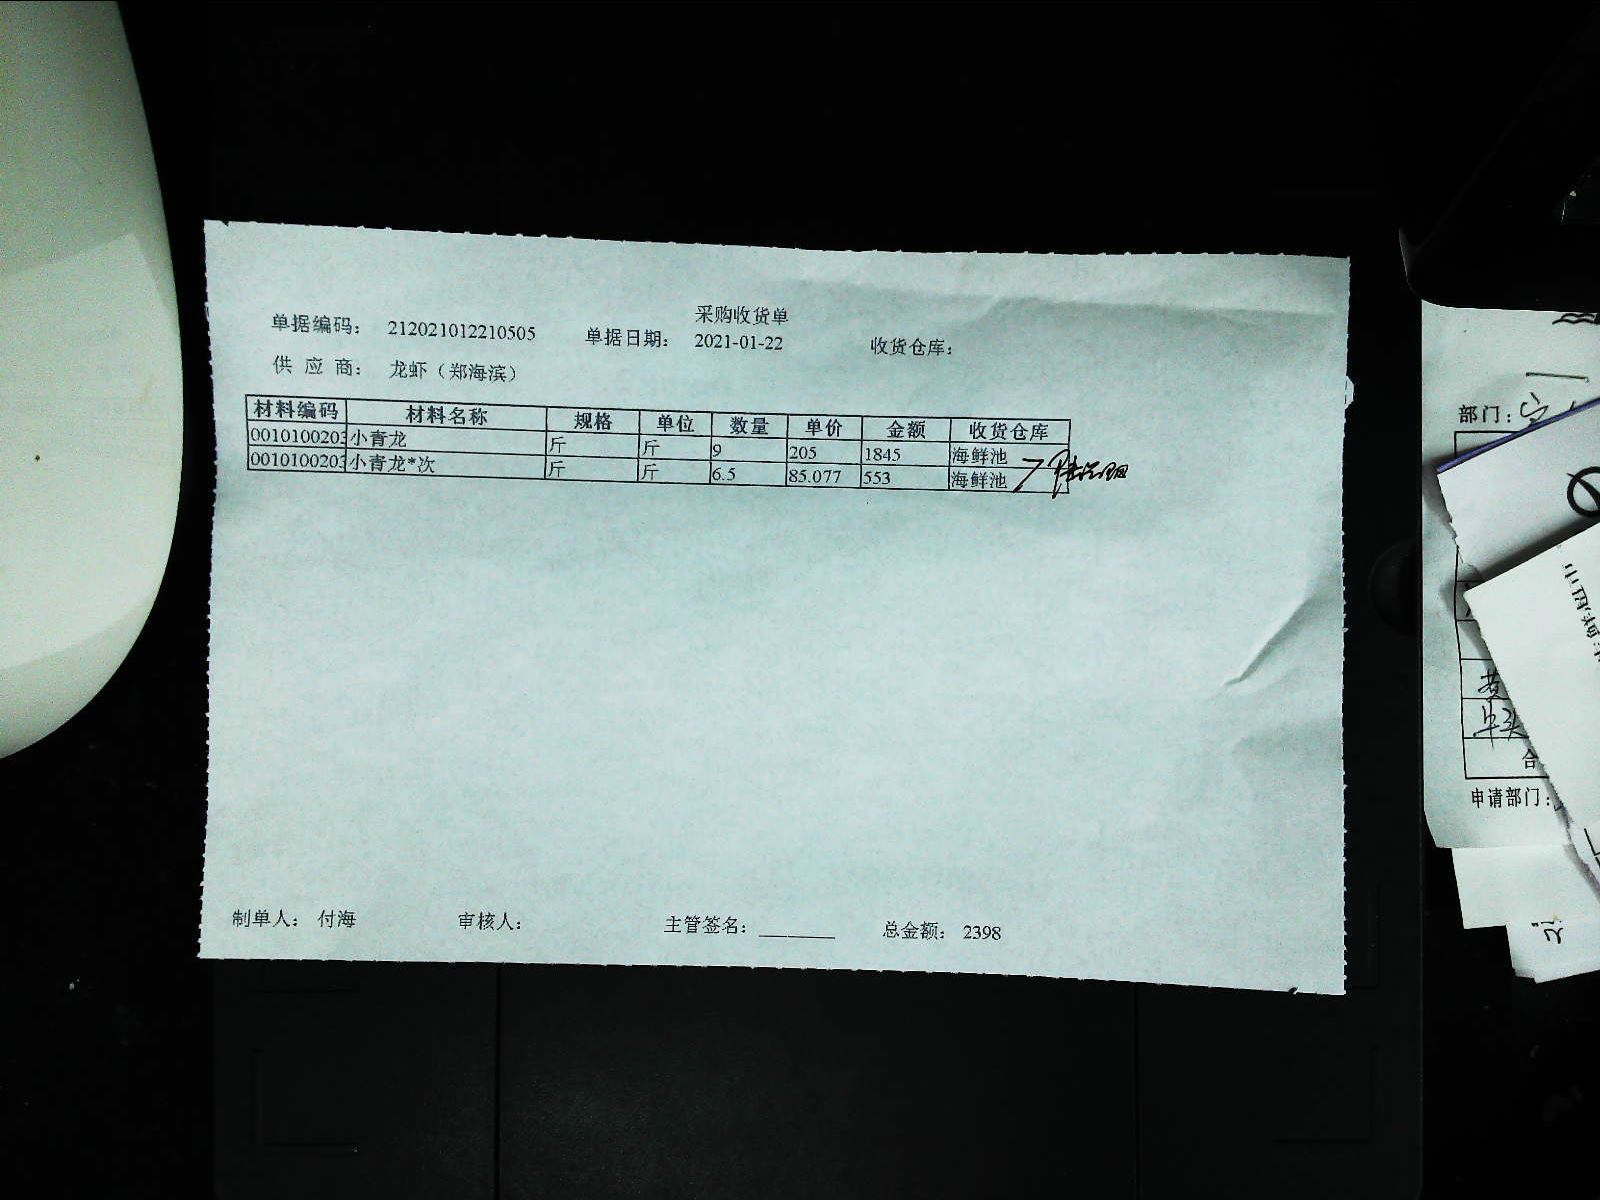 采购收货单
单据编码： 212021012210505 单据日期： 2021-01-22 收货仓库：
供 应 商： 龙虾（郑海滨）
材料编码 材料名称 规格 单位 数量 单价 金额 收货仓库
0010100203 小青龙 斤 斤 9 205 1845 海鲜池
0010100203 小青龙*次 斤 斤 6.5 85.077 553 海鲜池
制单人： 付海 审核人： 主管签名： 总金额： 2398
部门：
合
申请部门：